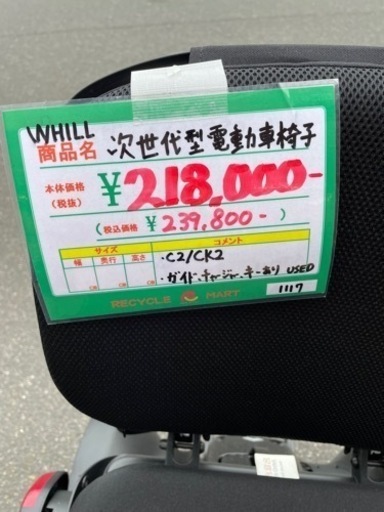 WHILL
商品名 次世代型電動車椅子
本体価格(税抜) ¥218,000-
(税込価格 ¥239,800-)
サイズ コメント
幅 奥行 高さ ・C2/CK2
cm cm cm ・ガイド、チャージャー、キーあり USED
RECYCLE MART 1117